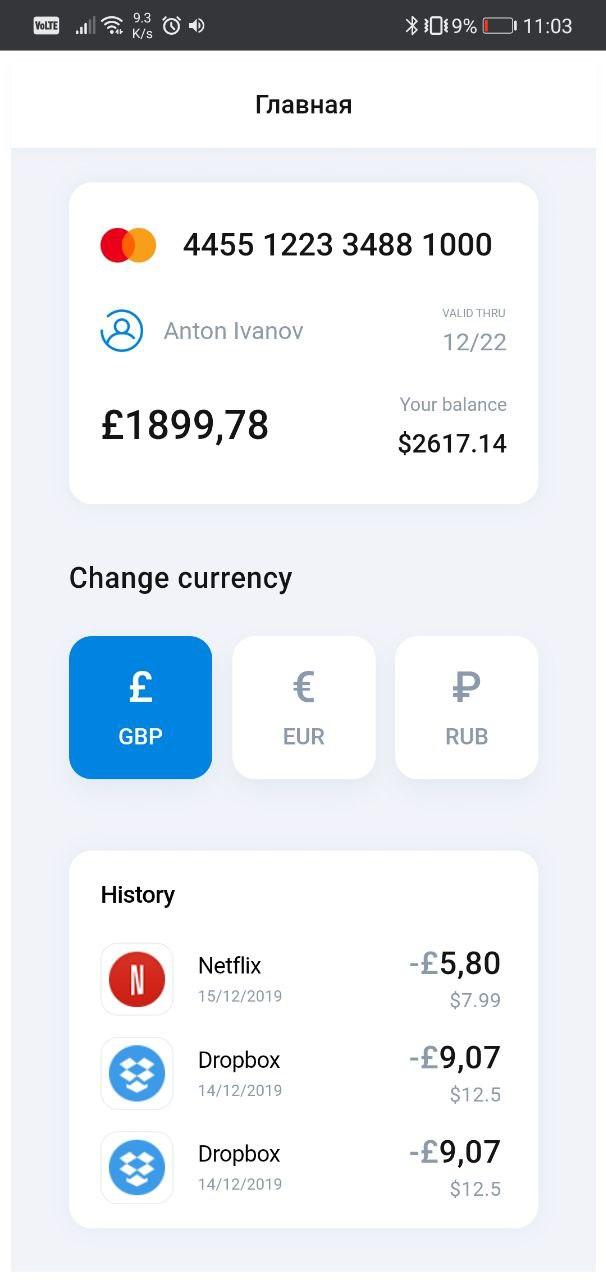 VoLTE 9.3 K/s 9% 11:03
Главная
4455 1223 3488 1000
Anton Ivanov
VALID THRU
12/22
£1899,78
Your balance
$2617.14
Change currency
£ € ₽
GBP EUR RUB
History
N Netflix -£5,80
15/12/2019 $7.99
Dropbox -£9,07
14/12/2019 $12.5
Dropbox -£9,07
14/12/2019 $12.5